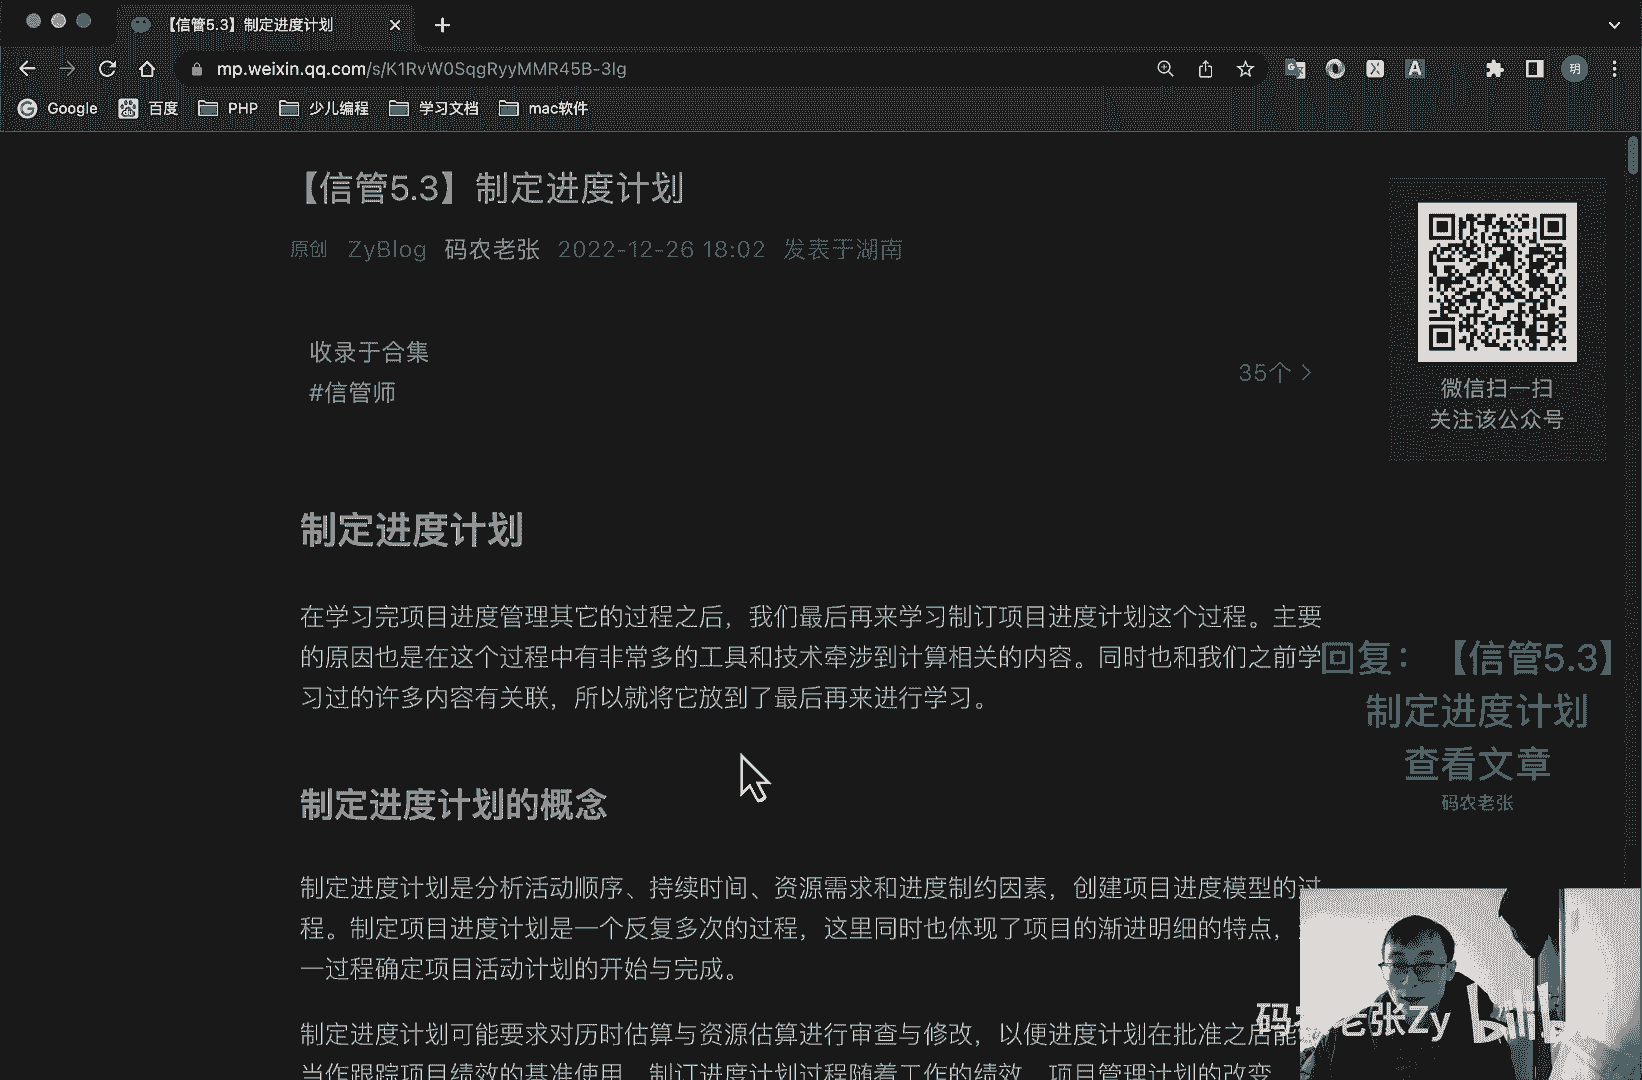 【信管5.3】制定进度计划
mp.weixin.qq.com/s/K1RvW0SqgRyyMMR45B-3lg
Google 百度 PHP 少儿编程 学习文档 mac软件
【信管5.3】制定进度计划
原创 ZyBlog 码农老张 2022-12-26 18:02 发表于湖南
收录于合集
#信管师
35个
微信扫一扫
关注该公众号
制定进度计划
在学习完项目进度管理其它的过程之后，我们最后再来学习制订项目进度计划这个过程。主要
的原因也是在这个过程中有非常多的工具和技术牵涉到计算相关的内容。同时也和我们之前学
习过的许多内容有关联，所以就将它放到了最后再来进行学习。
回复：【信管5.3】
制定进度计划
查看文章
码农老张
制定进度计划的概念
制定进度计划是分析活动顺序、持续时间、资源需求和进度制约因素，创建项目进度模型的过
程。制定项目进度计划是一个反复多次的过程，这里同时也体现了项目的渐进明细的特点，
一过程确定项目活动计划的开始与完成。
制定进度计划可能要求对历时估算与资源估算进行审查与修改，以便进度计划在批准之后能
当作跟踪项目绩效的基准使用。制订进度计划过程随着工作的绩效、项目管理计划的改变
码农老张Zy bilib